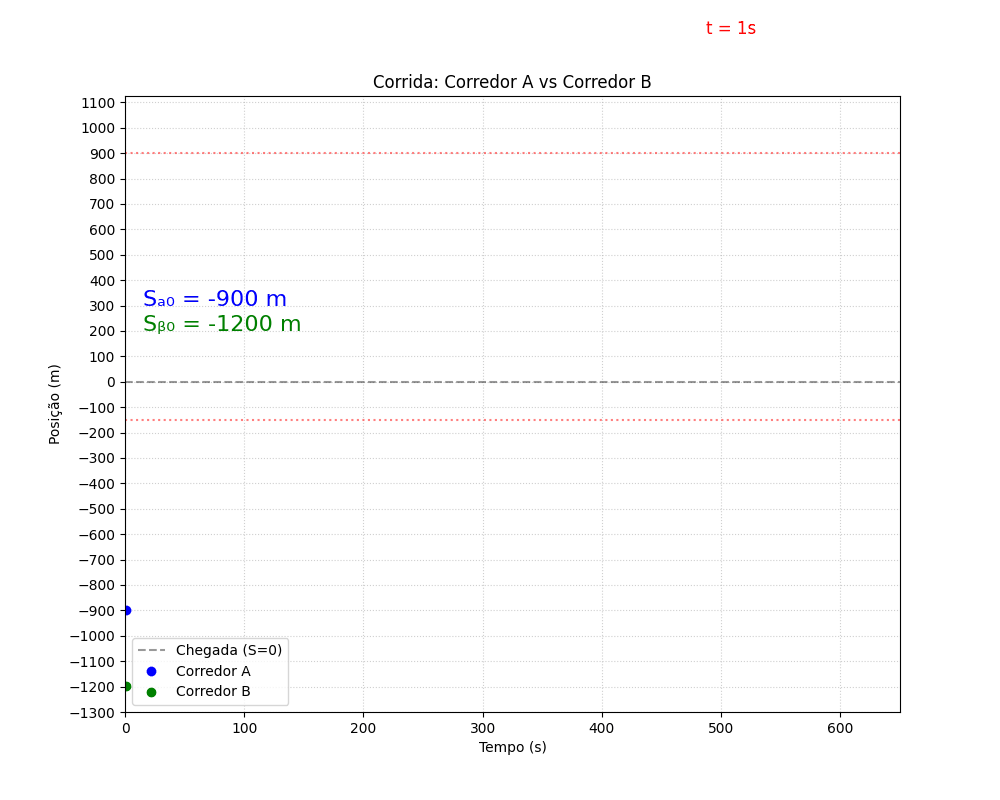 t = 1s
Corrida: Corredor A vs Corredor B
1100
1000
900
800
700
600
500
400
300
200
100
0
−100
−200
−300
−400
−500
−600
−700
−800
−900
−1000
−1100
−1200
−1300
Posição (m)
Sₐ₀ = -900 m
Sᵦ₀ = -1200 m
Chegada (S=0)
Corredor A
Corredor B
0 100 200 300 400 500 600
Tempo (s)